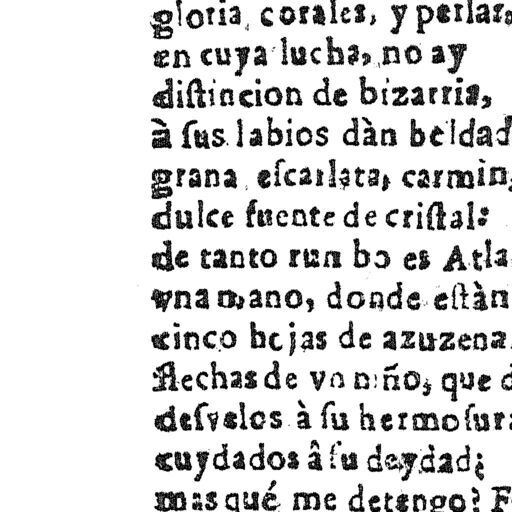 gloria, corales, y perlas,
en cuya lucha, no ay
distincion de bizarria,
à ſus labios dàn beldad
grana, eſcarlata, carmin,
dulce fuente de criſtal:
de tanto rumbo es Atla
vna mano, donde eſtàn
cinco hojas de azuzena,
flechas de vn niño, que
deſvelos à ſu hermoſura
cuydados â ſu deydad;
mas qué me detengo?